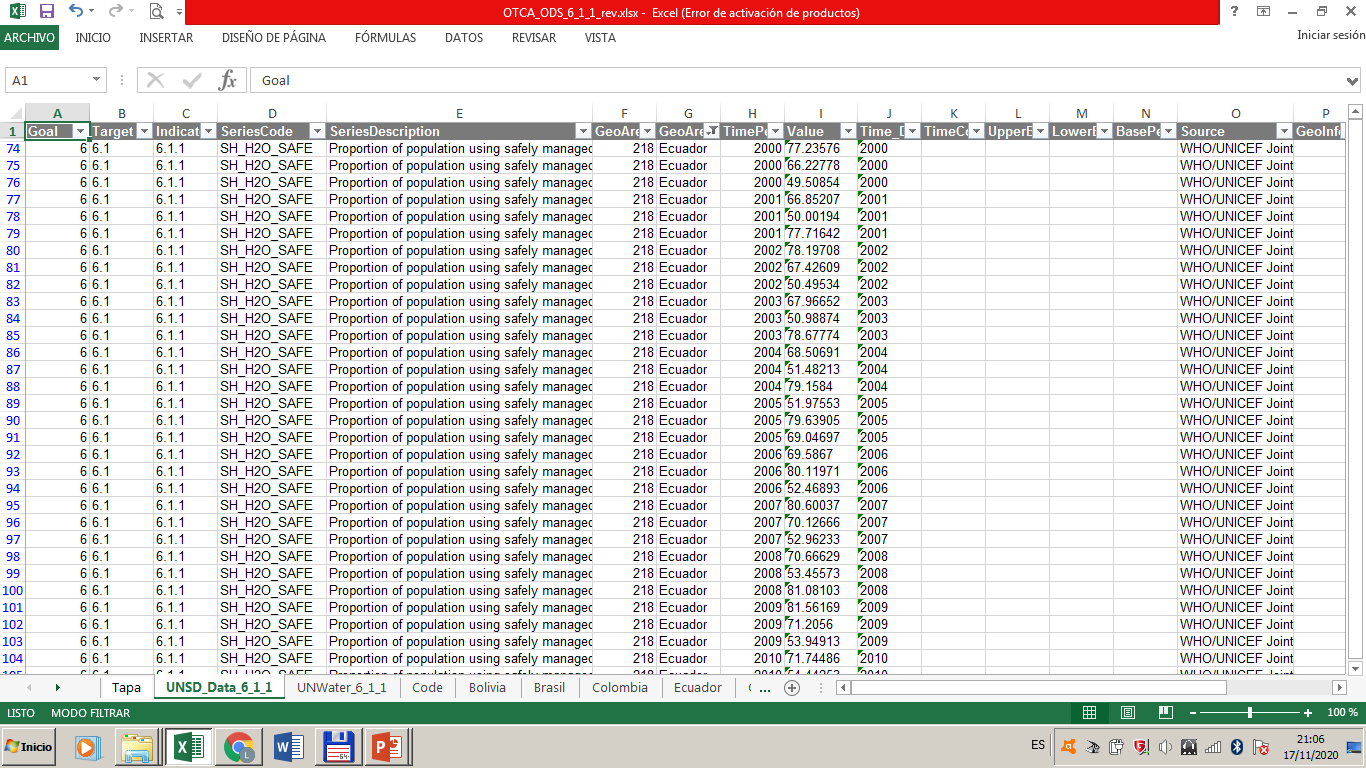 OTCA_ODS_6_1_1_rev.xlsx - Excel (Error de activación de productos)
ARCHIVO INICIO INSERTAR DISEÑO DE PÁGINA FÓRMULAS DATOS REVISAR VISTA Iniciar sesión
A1 fx Goal
A B C D E F G H I J K L M N O P
1 Goal Target Indicat SeriesCode SeriesDescription GeoAre GeoAre TimePe Value Time_D TimeCo UpperB LowerB BasePe Source GeoInfo
74 6 6.1 6.1.1 SH_H2O_SAFE Proportion of population using safely managed 218 Ecuador 2000 77.23576 2000 WHO/UNICEF Joint
75 6 6.1 6.1.1 SH_H2O_SAFE Proportion of population using safely managed 218 Ecuador 2000 66.22778 2000 WHO/UNICEF Joint
76 6 6.1 6.1.1 SH_H2O_SAFE Proportion of population using safely managed 218 Ecuador 2000 49.50854 2000 WHO/UNICEF Joint
77 6 6.1 6.1.1 SH_H2O_SAFE Proportion of population using safely managed 218 Ecuador 2001 66.85207 2001 WHO/UNICEF Joint
78 6 6.1 6.1.1 SH_H2O_SAFE Proportion of population using safely managed 218 Ecuador 2001 50.00194 2001 WHO/UNICEF Joint
79 6 6.1 6.1.1 SH_H2O_SAFE Proportion of population using safely managed 218 Ecuador 2001 77.71642 2001 WHO/UNICEF Joint
80 6 6.1 6.1.1 SH_H2O_SAFE Proportion of population using safely managed 218 Ecuador 2002 78.19708 2002 WHO/UNICEF Joint
81 6 6.1 6.1.1 SH_H2O_SAFE Proportion of population using safely managed 218 Ecuador 2002 67.42609 2002 WHO/UNICEF Joint
82 6 6.1 6.1.1 SH_H2O_SAFE Proportion of population using safely managed 218 Ecuador 2002 50.49534 2002 WHO/UNICEF Joint
83 6 6.1 6.1.1 SH_H2O_SAFE Proportion of population using safely managed 218 Ecuador 2003 67.96652 2003 WHO/UNICEF Joint
84 6 6.1 6.1.1 SH_H2O_SAFE Proportion of population using safely managed 218 Ecuador 2003 50.98874 2003 WHO/UNICEF Joint
85 6 6.1 6.1.1 SH_H2O_SAFE Proportion of population using safely managed 218 Ecuador 2003 78.67774 2003 WHO/UNICEF Joint
86 6 6.1 6.1.1 SH_H2O_SAFE Proportion of population using safely managed 218 Ecuador 2004 68.50691 2004 WHO/UNICEF Joint
87 6 6.1 6.1.1 SH_H2O_SAFE Proportion of population using safely managed 218 Ecuador 2004 51.48213 2004 WHO/UNICEF Joint
88 6 6.1 6.1.1 SH_H2O_SAFE Proportion of population using safely managed 218 Ecuador 2004 79.1584 2004 WHO/UNICEF Joint
89 6 6.1 6.1.1 SH_H2O_SAFE Proportion of population using safely managed 218 Ecuador 2005 51.97553 2005 WHO/UNICEF Joint
90 6 6.1 6.1.1 SH_H2O_SAFE Proportion of population using safely managed 218 Ecuador 2005 79.63905 2005 WHO/UNICEF Joint
91 6 6.1 6.1.1 SH_H2O_SAFE Proportion of population using safely managed 218 Ecuador 2005 69.04697 2005 WHO/UNICEF Joint
92 6 6.1 6.1.1 SH_H2O_SAFE Proportion of population using safely managed 218 Ecuador 2006 69.5867 2006 WHO/UNICEF Joint
93 6 6.1 6.1.1 SH_H2O_SAFE Proportion of population using safely managed 218 Ecuador 2006 80.11971 2006 WHO/UNICEF Joint
94 6 6.1 6.1.1 SH_H2O_SAFE Proportion of population using safely managed 218 Ecuador 2006 52.46893 2006 WHO/UNICEF Joint
95 6 6.1 6.1.1 SH_H2O_SAFE Proportion of population using safely managed 218 Ecuador 2007 80.60037 2007 WHO/UNICEF Joint
96 6 6.1 6.1.1 SH_H2O_SAFE Proportion of population using safely managed 218 Ecuador 2007 70.12666 2007 WHO/UNICEF Joint
97 6 6.1 6.1.1 SH_H2O_SAFE Proportion of population using safely managed 218 Ecuador 2007 52.96233 2007 WHO/UNICEF Joint
98 6 6.1 6.1.1 SH_H2O_SAFE Proportion of population using safely managed 218 Ecuador 2008 70.66629 2008 WHO/UNICEF Joint
99 6 6.1 6.1.1 SH_H2O_SAFE Proportion of population using safely managed 218 Ecuador 2008 53.45573 2008 WHO/UNICEF Joint
100 6 6.1 6.1.1 SH_H2O_SAFE Proportion of population using safely managed 218 Ecuador 2008 81.08103 2008 WHO/UNICEF Joint
101 6 6.1 6.1.1 SH_H2O_SAFE Proportion of population using safely managed 218 Ecuador 2009 81.56169 2009 WHO/UNICEF Joint
102 6 6.1 6.1.1 SH_H2O_SAFE Proportion of population using safely managed 218 Ecuador 2009 71.2056 2009 WHO/UNICEF Joint
103 6 6.1 6.1.1 SH_H2O_SAFE Proportion of population using safely managed 218 Ecuador 2009 53.94913 2009 WHO/UNICEF Joint
104 6 6.1 6.1.1 SH_H2O_SAFE Proportion of population using safely managed 218 Ecuador 2010 71.74486 2010 WHO/UNICEF Joint
Tapa UNSD_Data_6_1_1 UNWater_6_1_1 Code Bolivia Brasil Colombia Ecuador ...
LISTO MODO FILTRAR 100 %
Inicio ES 21:06
17/11/2020